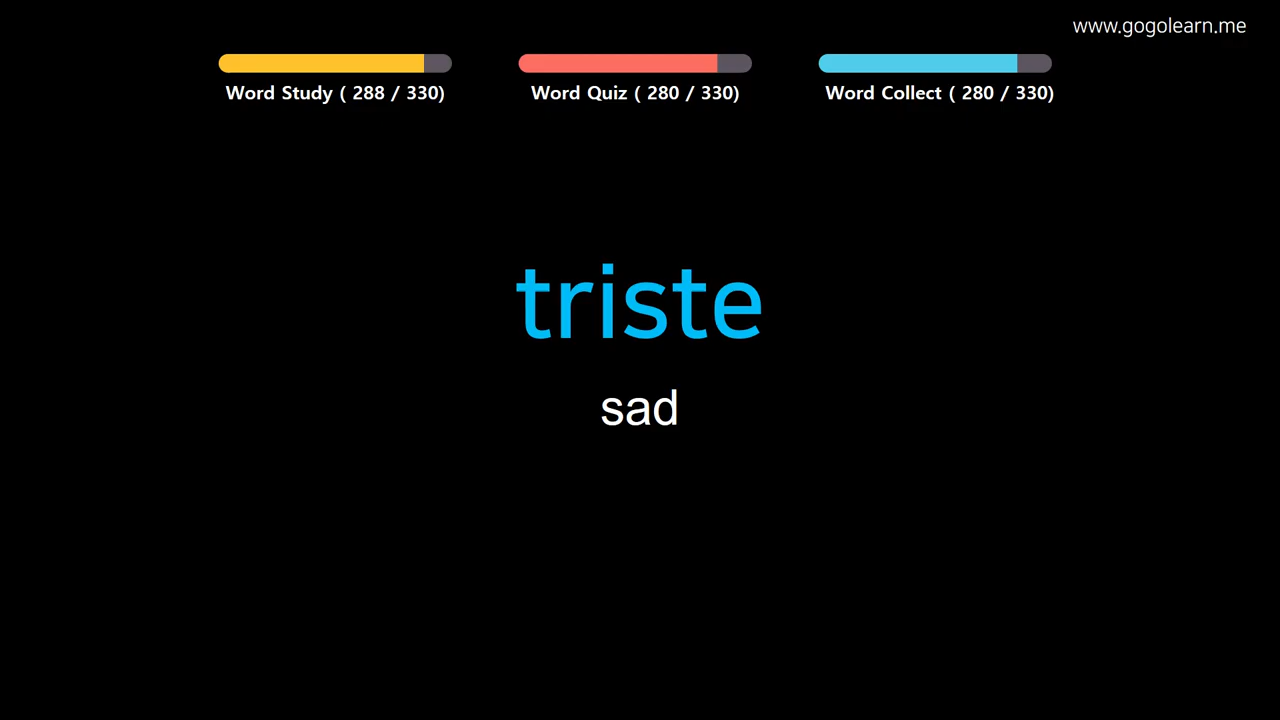 www.gogolearn.me
Word Study ( 288 / 330)
Word Quiz ( 280 / 330)
Word Collect ( 280 / 330)
triste
sad